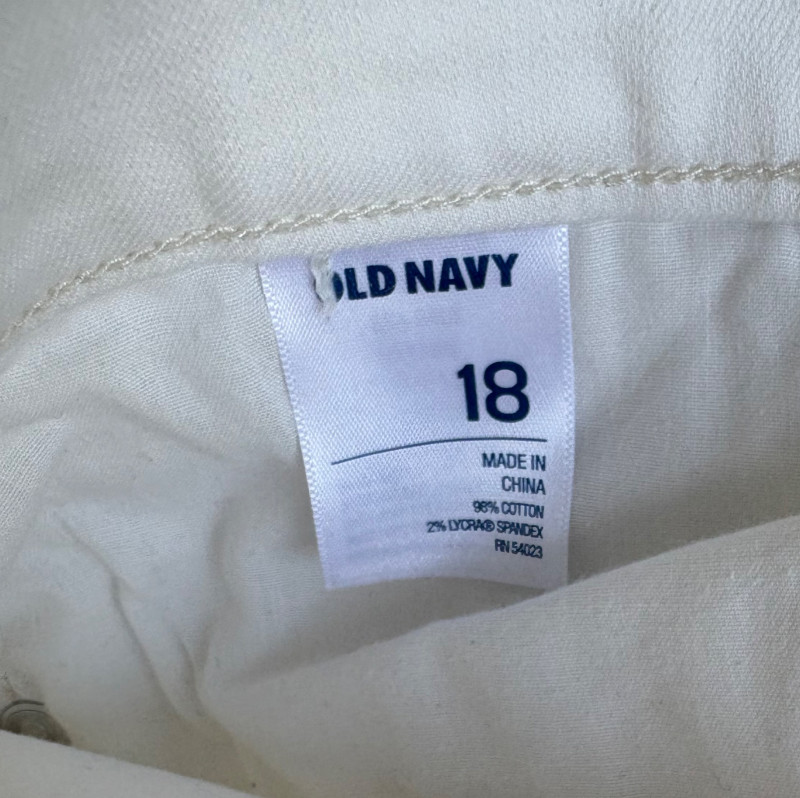 OLD NAVY
18
MADE IN
CHINA
98% COTTON
2% LYCRA® SPANDEX
RN 54023